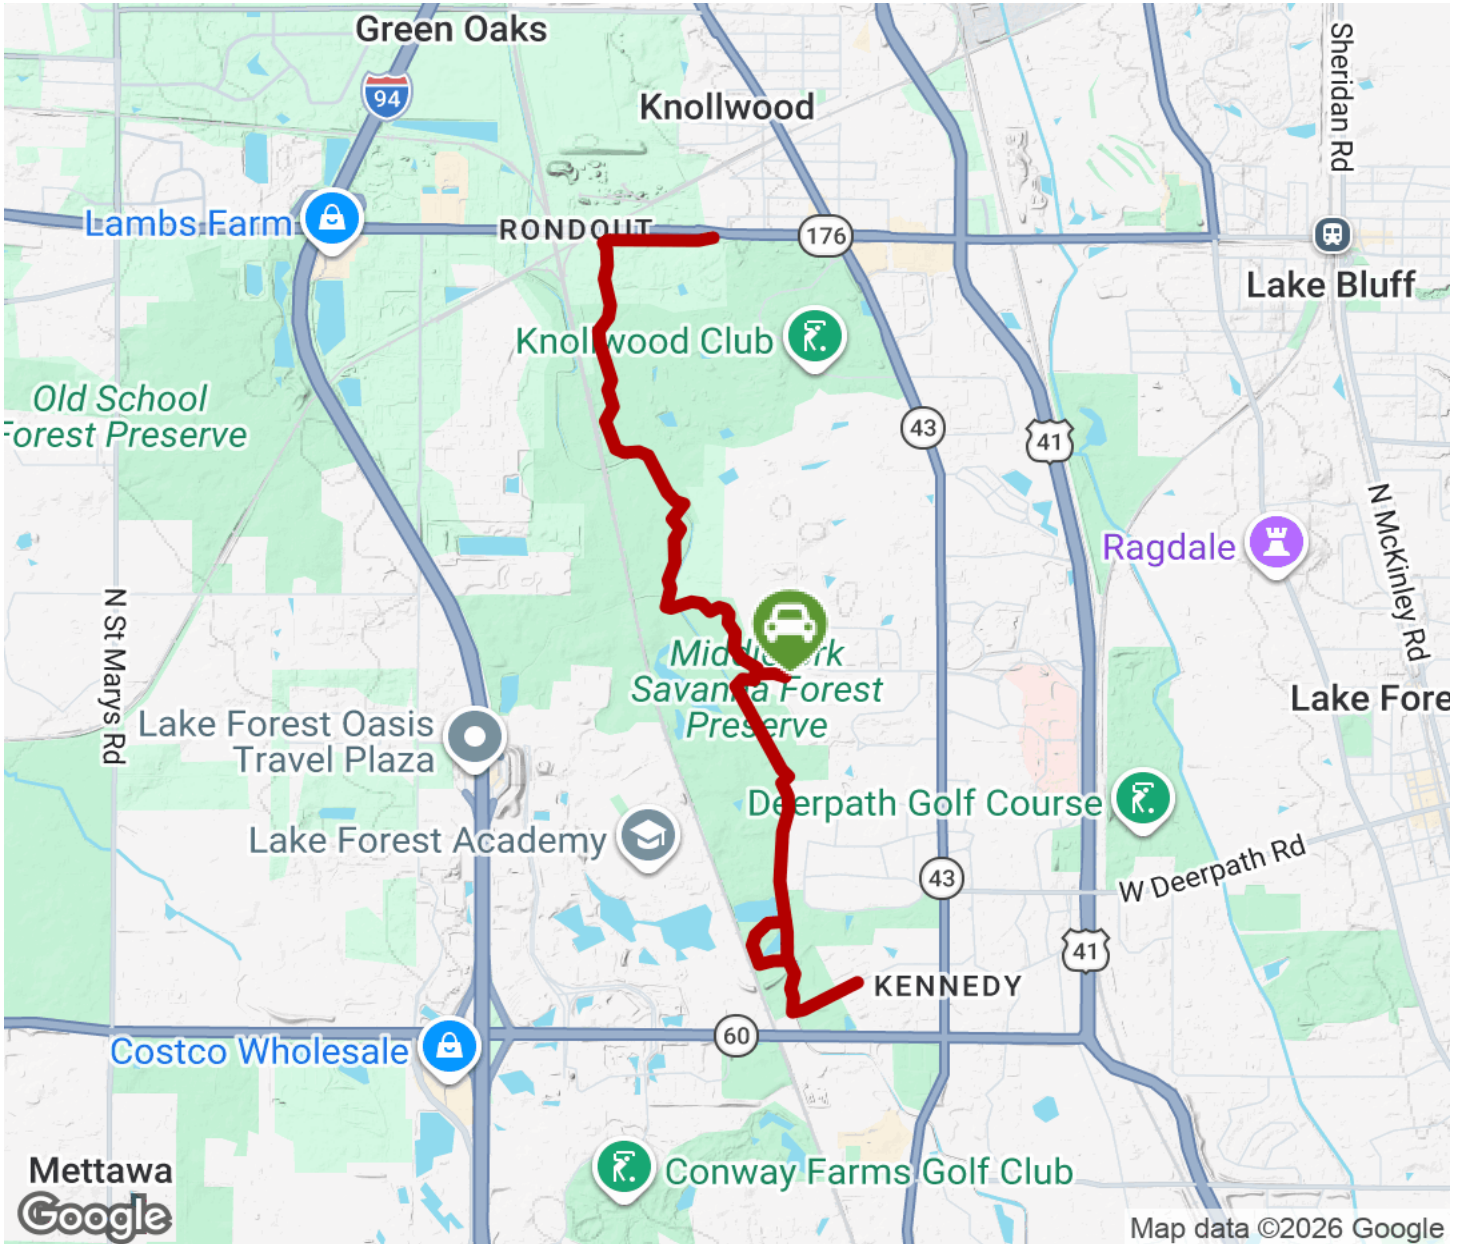 Green Oaks
94
Knollwood
Sheridan Rd
Lambs Farm
RONDOUT
176
Lake Bluff
Knollwood Club
Old School
Forest Preserve
43
41
N McKinley Rd
Ragdale
N St Marys Rd
Savanna Forest
Preserve
Lake Fore
Lake Forest Oasis
Travel Plaza
Deerpath Golf Course
Lake Forest Academy
43
W Deerpath Rd
41
KENNEDY
60
Costco Wholesale
Mettawa
Conway Farms Golf Club
Google
Map data ©2026 Google